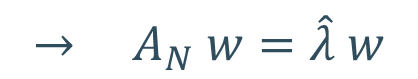 → A_N w = λ̂ w